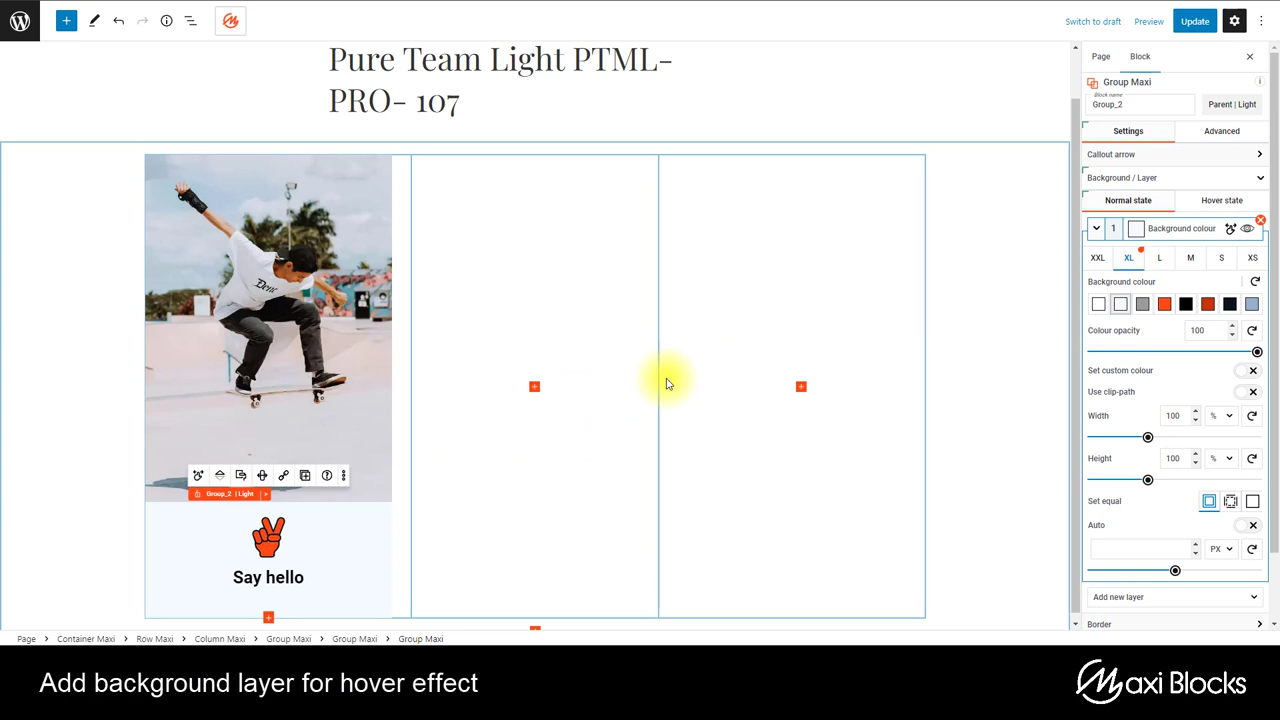 Switch to draft
Preview
Update
Pure Team Light PTML-
PRO- 107
Page
Block
Group Maxi
Block name
Group_2
Parent | Light
Settings
Advanced
Callout arrow
Background / Layer
Normal state
Hover state
1
Background colour
XXL
XL
L
M
S
XS
Background colour
Colour opacity
100
Set custom colour
Use clip-path
Width
100
%
Height
100
%
Set equal
Auto
PX
Add new layer
Border
Group_2 | Light
Say hello
Page
Container Maxi
Row Maxi
Column Maxi
Group Maxi
Group Maxi
Group Maxi
Add background layer for hover effect
Maxi Blocks